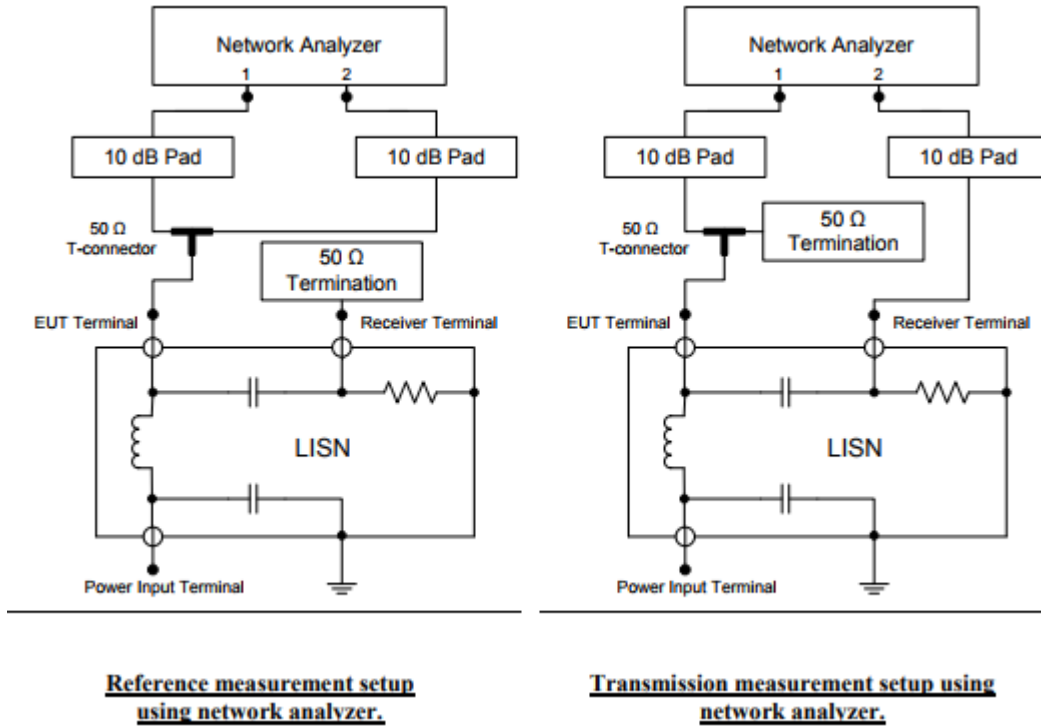 Network Analyzer
1
2
10 dB Pad
10 dB Pad
50 Ω
T-connector
50 Ω
Termination
EUT Terminal
Receiver Terminal
LISN
Power Input Terminal
Reference measurement setup
using network analyzer.
Network Analyzer
1
2
10 dB Pad
10 dB Pad
50 Ω
T-connector
50 Ω
Termination
EUT Terminal
Receiver Terminal
LISN
Power Input Terminal
Transmission measurement setup using
network analyzer.